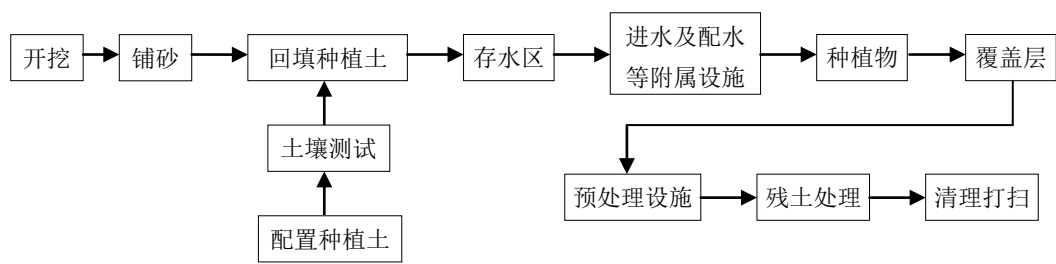 开挖
铺砂
回填种植土
存水区
进水及配水
等附属设施
种植物
覆盖层
土壤测试
配置种植土
预处理设施
残土处理
清理打扫